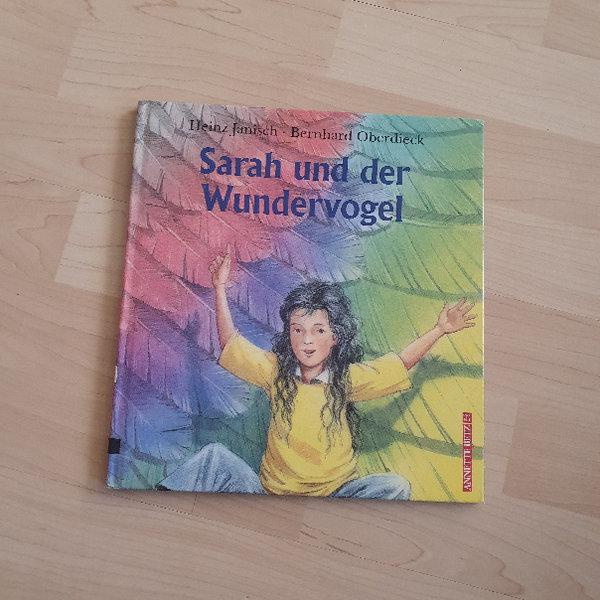 Heinz Janisch · Bernhard Oberdieck
Sarah und der
Wundervogel
ANNETTE BETZ